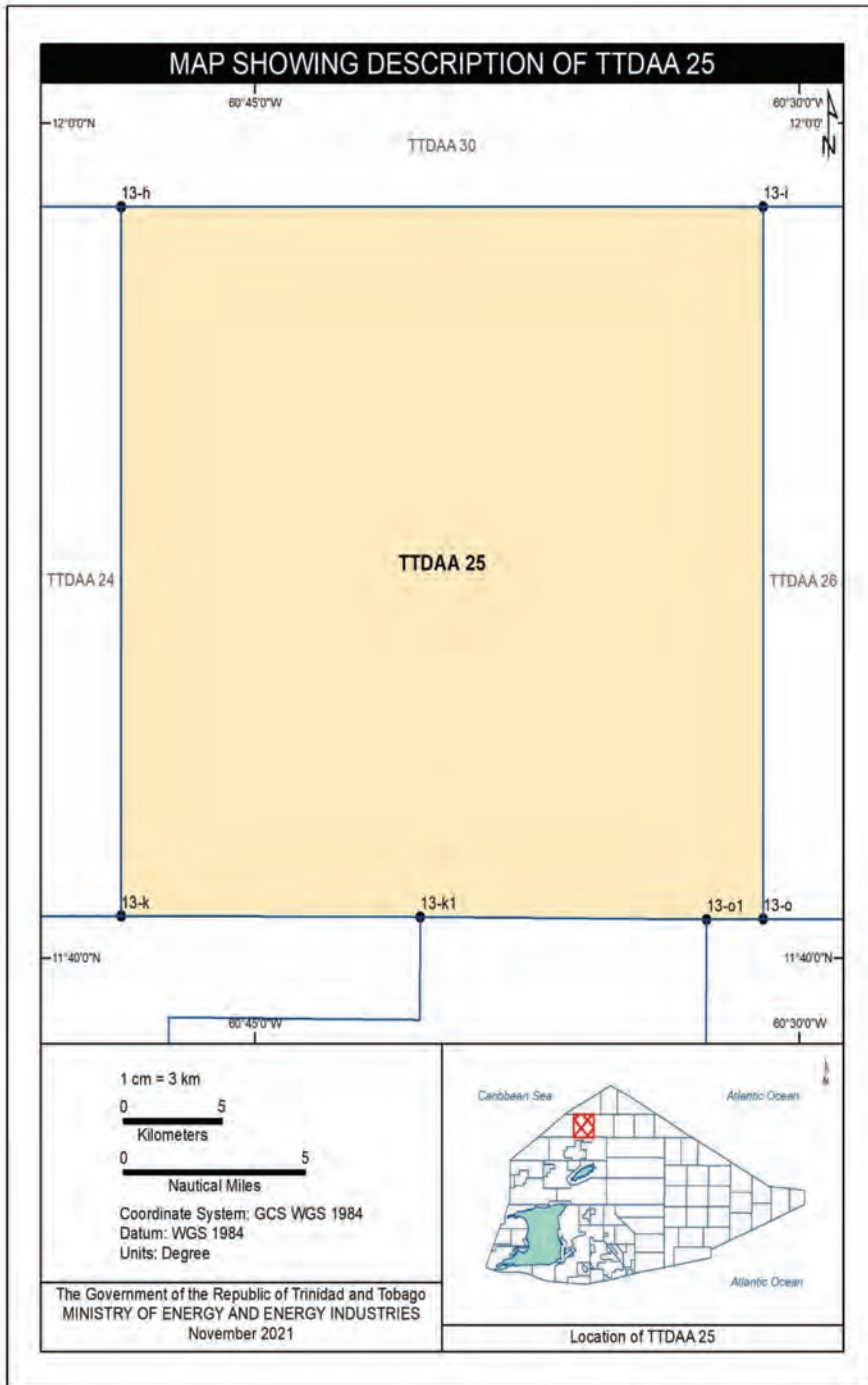 MAP SHOWING DESCRIPTION OF TTDAA 25
60°45'0"W
60°30'0"W
12°0'0"N
12°0'0"
TTDAA 30
N
13-h
13-i
TTDAA 24
TTDAA 25
TTDAA 26
13-k
13-k1
13-o1
13-o
11°40'0"N
11°40'0"N
60°45'0"W
60°30'0"W
1 cm = 3 km
0 5
Kilometers
0 5
Nautical Miles
Coordinate System: GCS WGS 1984
Datum: WGS 1984
Units: Degree
The Government of the Republic of Trinidad and Tobago
MINISTRY OF ENERGY AND ENERGY INDUSTRIES
November 2021
Caribbean Sea
Atlantic Ocean
Atlantic Ocean
Location of TTDAA 25